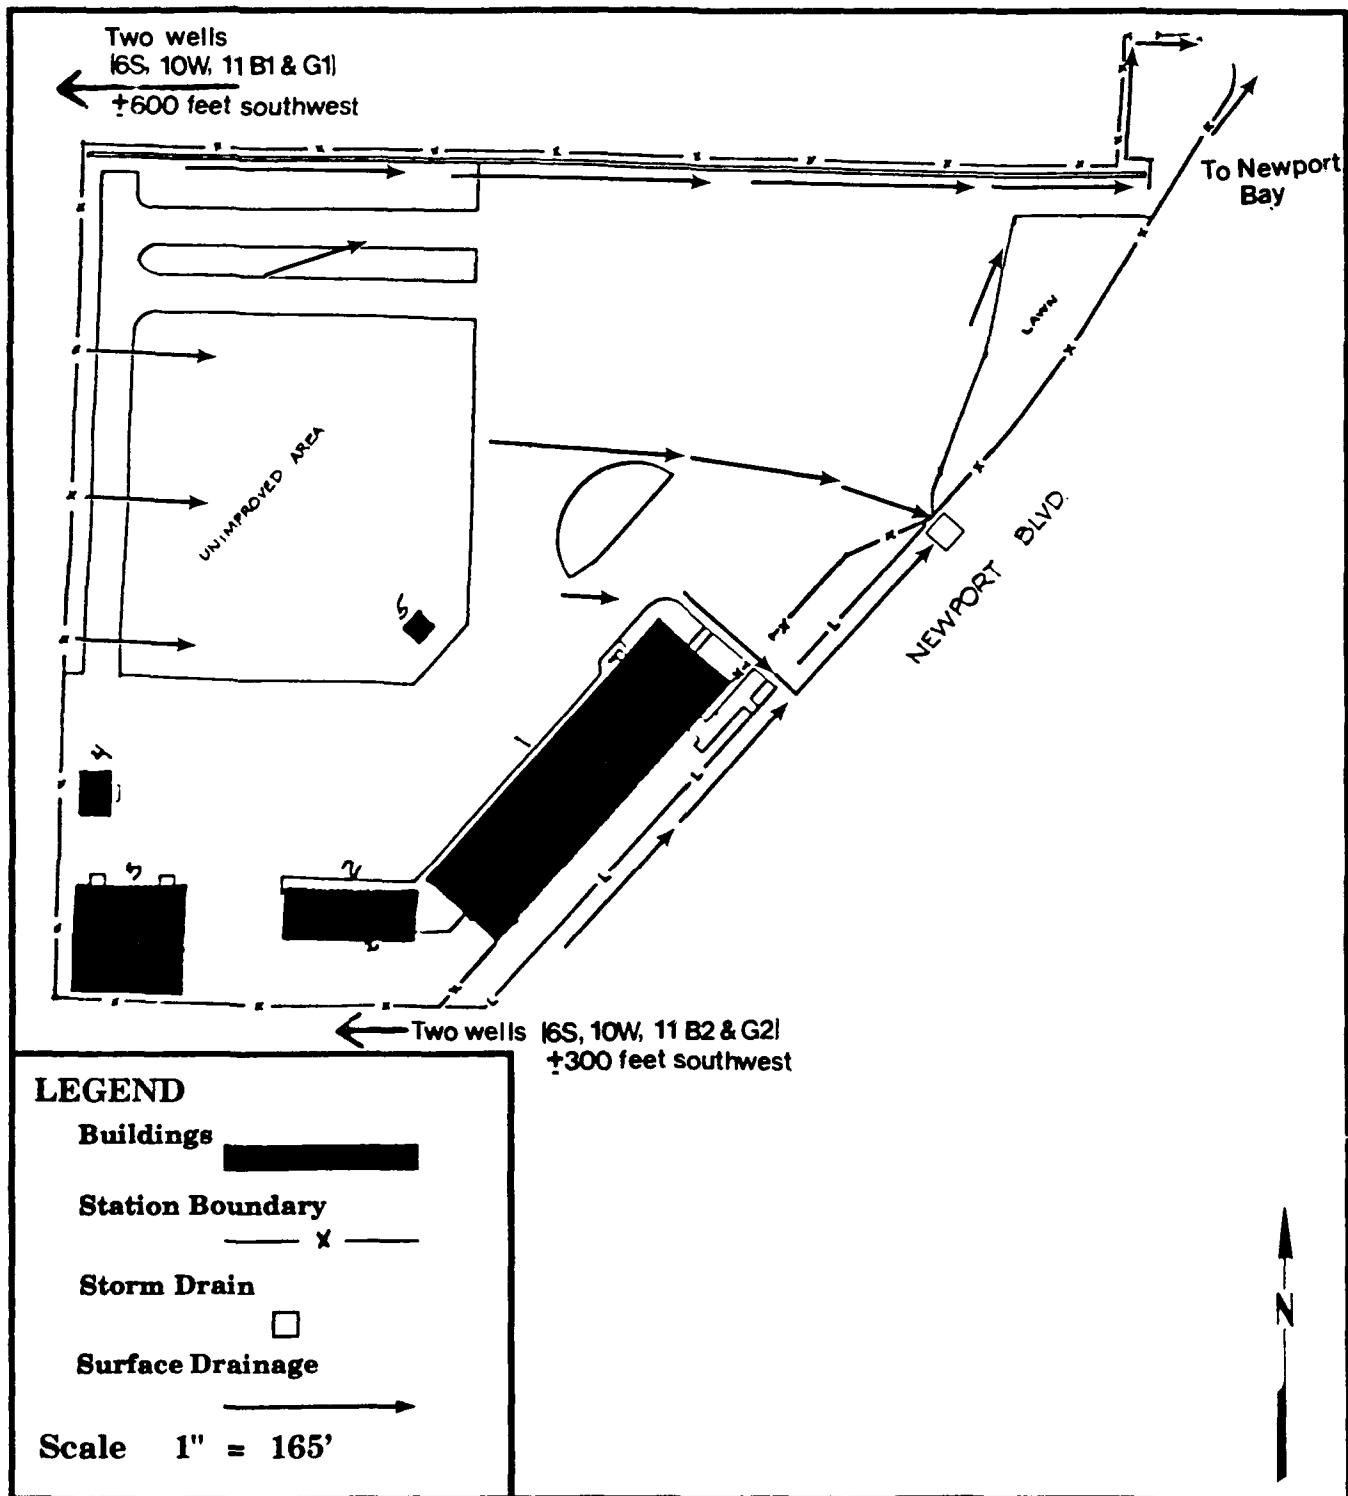 Two wells
(6S, 10W, 11 B1 & G1)
±600 feet southwest
To Newport
Bay
LAWN
UNIMPROVED AREA
NEWPORT BLVD.
5
1
4
2
Two wells (6S, 10W, 11 B2 & G2)
±300 feet southwest
LEGEND
Buildings
Station Boundary
x
Storm Drain
Surface Drainage
Scale 1" = 165'
N